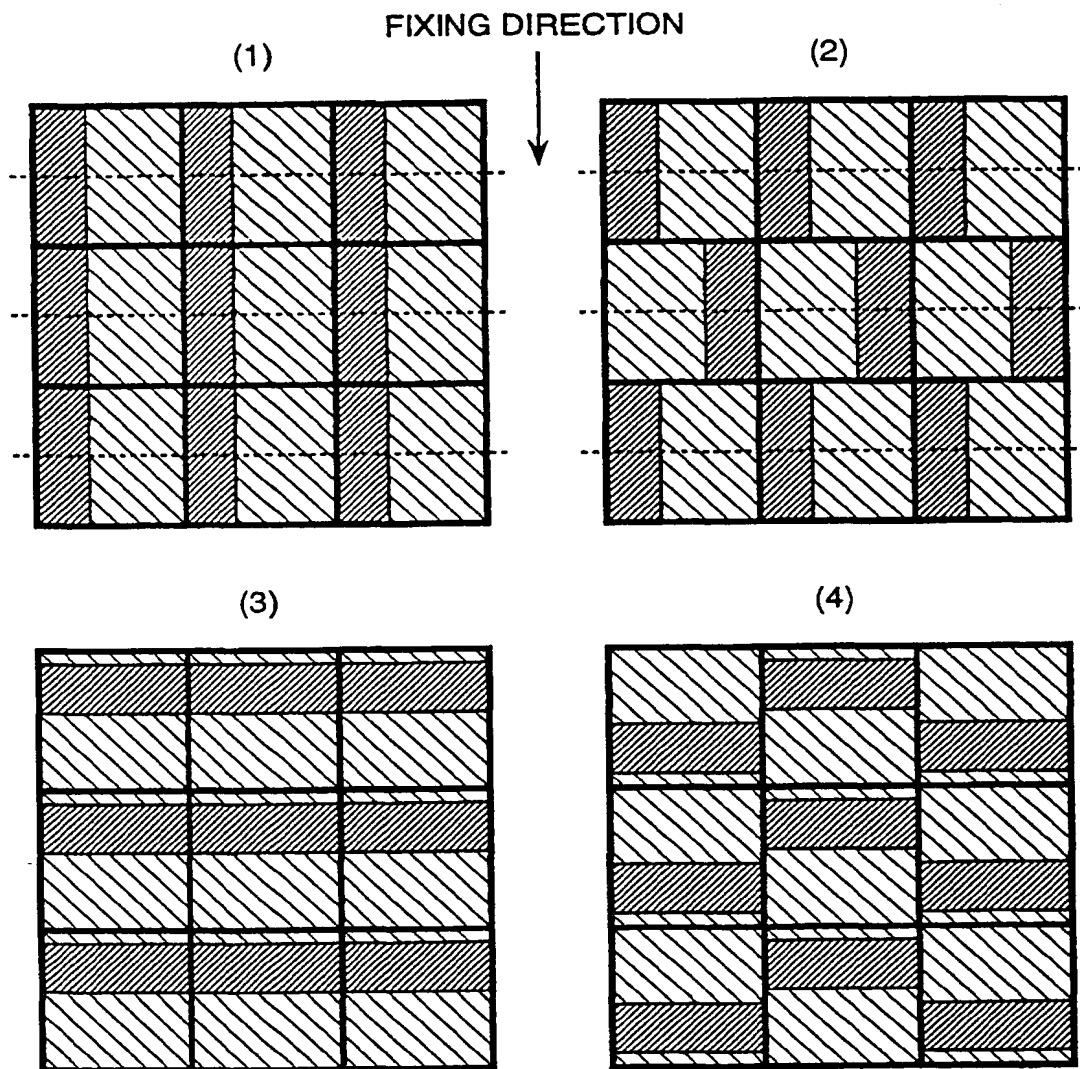 FIXING DIRECTION
(1)
(2)
(3)
(4)